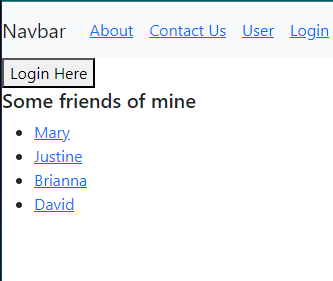 Navbar About Contact Us User Login
Login Here
Some friends of mine
Mary
Justine
Brianna
David